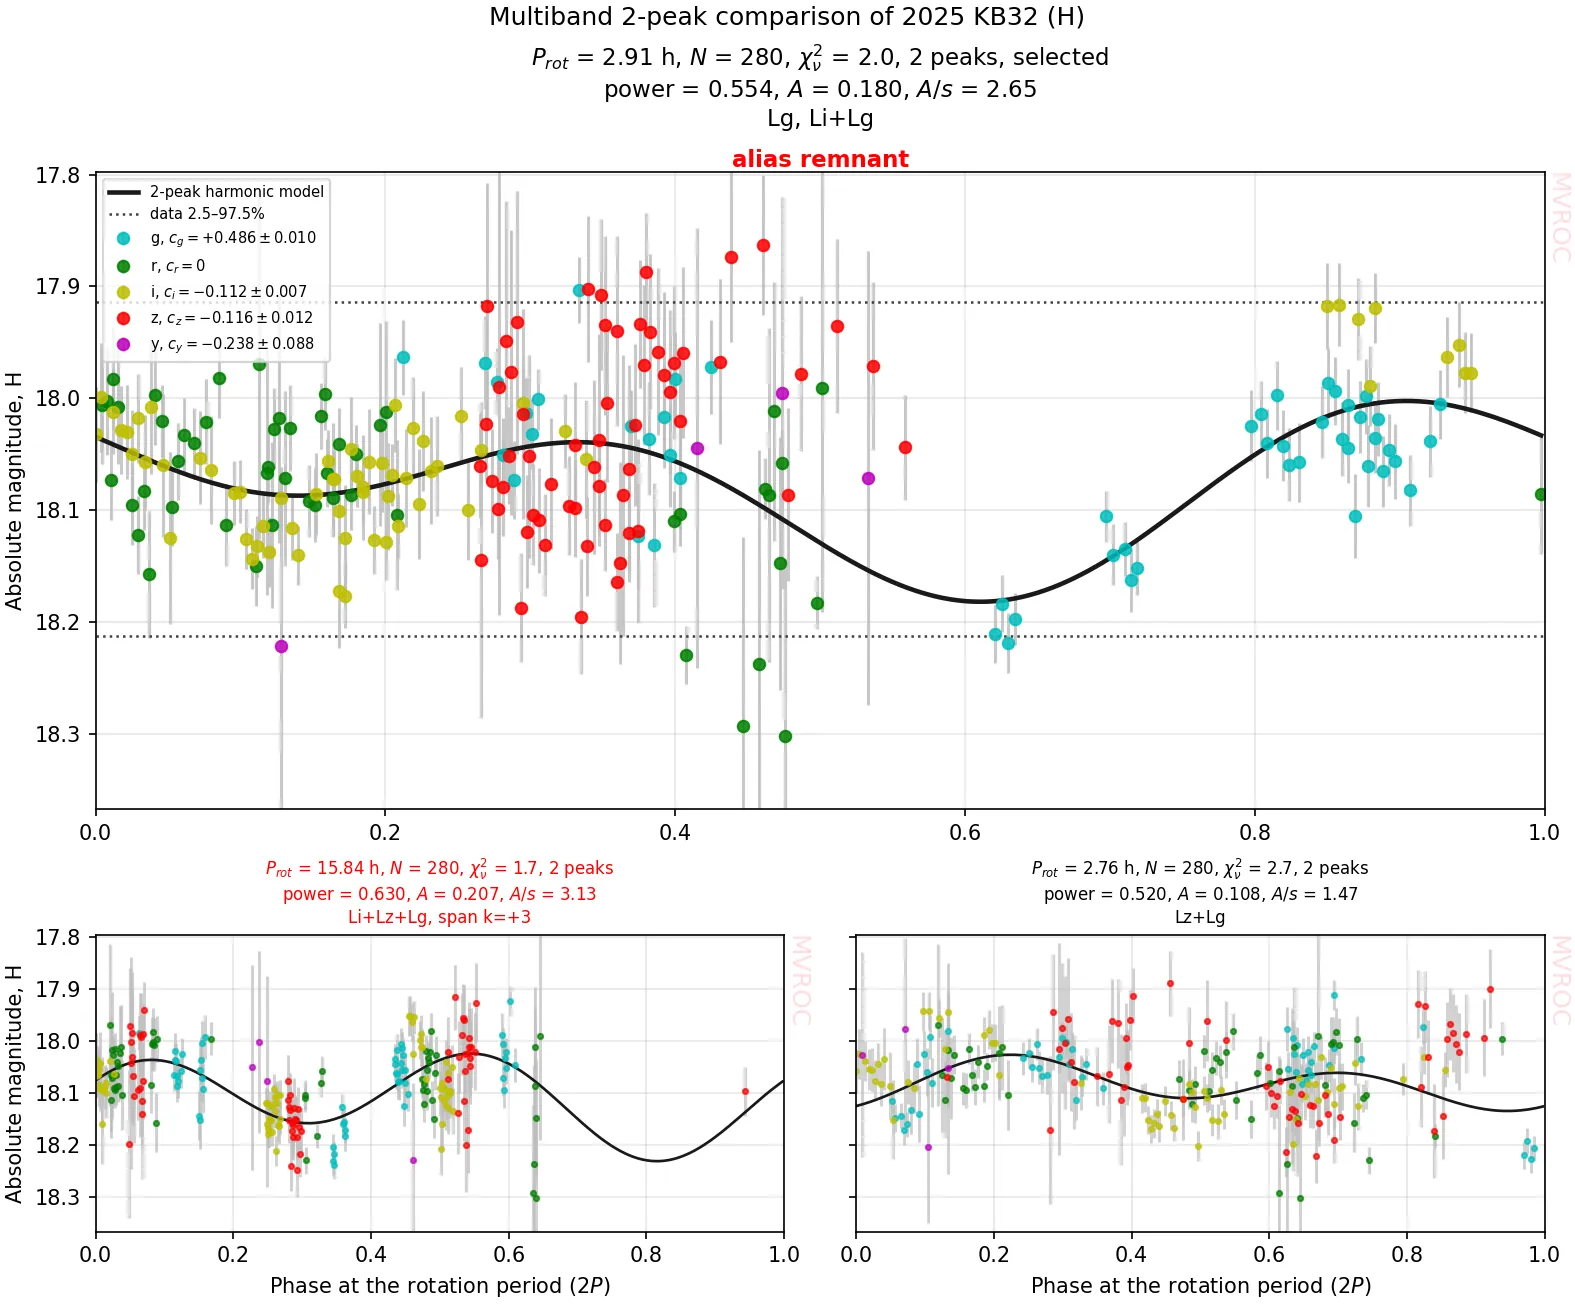 Multiband 2-peak comparison of 2025 KB32 (H)
P_rot = 2.91 h, N = 280, χ²_ν = 2.0, 2 peaks, selected
power = 0.554, A = 0.180, A/s = 2.65
Lg, Li+Lg
alias remnant
2-peak harmonic model
data 2.5–97.5%
g, c_g = +0.486 ± 0.010
r, c_r = 0
i, c_i = −0.112 ± 0.007
z, c_z = −0.116 ± 0.012
y, c_y = −0.238 ± 0.088
MVROC
Absolute magnitude, H
17.8
17.9
18.0
18.1
18.2
18.3
0.0 0.2 0.4 0.6 0.8 1.0
P_rot = 15.84 h, N = 280, χ²_ν = 1.7, 2 peaks
power = 0.630, A = 0.207, A/s = 3.13
Li+Lz+Lg, span k=+3
MVROC
Absolute magnitude, H
17.8
17.9
18.0
18.1
18.2
18.3
0.0 0.2 0.4 0.6 0.8 1.0
Phase at the rotation period (2P)
P_rot = 2.76 h, N = 280, χ²_ν = 2.7, 2 peaks
power = 0.520, A = 0.108, A/s = 1.47
Lz+Lg
MVROC
0.0 0.2 0.4 0.6 0.8 1.0
Phase at the rotation period (2P)